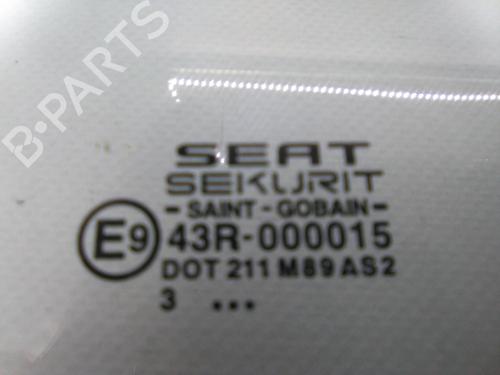 B-PARTS
SEAT
SEKURIT
- SAINT - GOBAIN -
E9 43R-000015
DOT 211 M89 AS2
3 ...